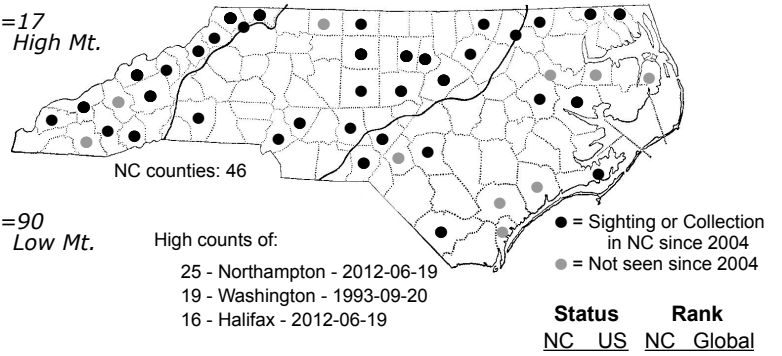 =17
High Mt.
NC counties: 46
=90
Low Mt.
High counts of:
25 - Northampton - 2012-06-19
19 - Washington - 1993-09-20
16 - Halifax - 2012-06-19
= Sighting or Collection
in NC since 2004
= Not seen since 2004
Status Rank
NC US NC Global